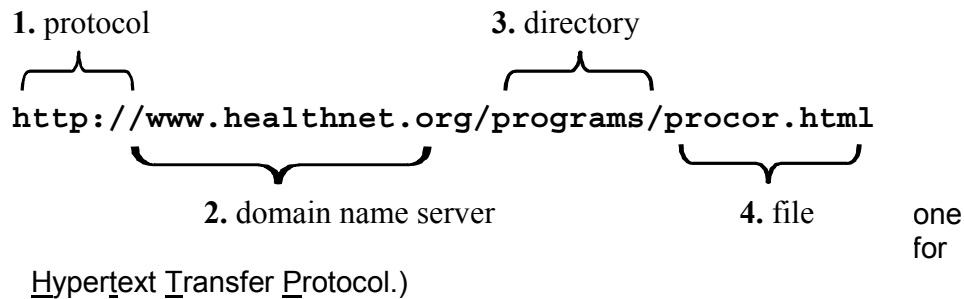 1. protocol 3. directory
http://www.healthnet.org/programs/procor.html
2. domain name server 4. file one
for
Hypertext Transfer Protocol.)